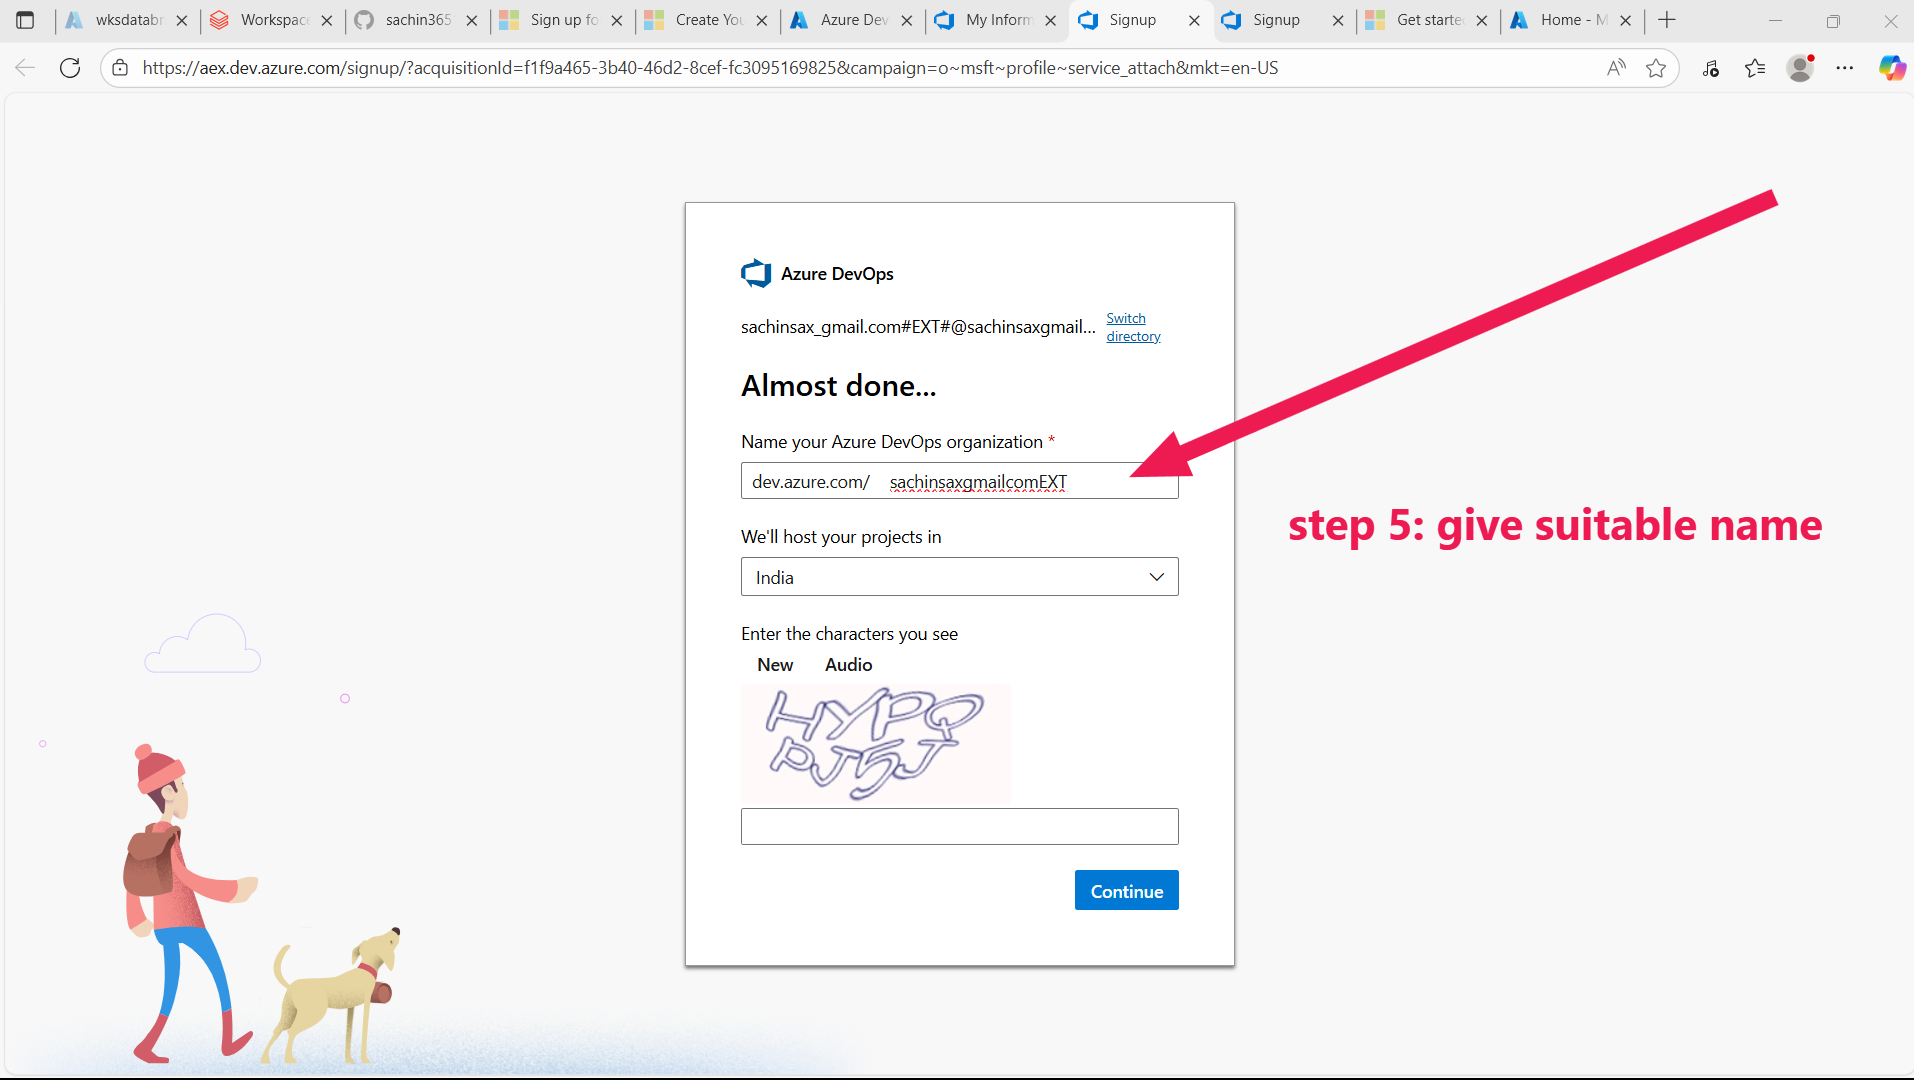 wksdatabr
Workspace
sachin365
Sign up fo
Create You
Azure Dev
My Inform
Signup
Signup
Get starte
Home - M
https://aex.dev.azure.com/signup/?acquisitionId=f1f9a465-3b40-46d2-8cef-fc3095169825&campaign=o~msft~profile~service_attach&mkt=en-US
Azure DevOps
sachinsax_gmail.com#EXT#@sachinsaxgmail...
Switch
directory
Almost done...
Name your Azure DevOps organization *
dev.azure.com/ sachinsaxgmailcomEXT
step 5: give suitable name
We'll host your projects in
India
Enter the characters you see
New Audio
HYPQ
PJ5J
Continue